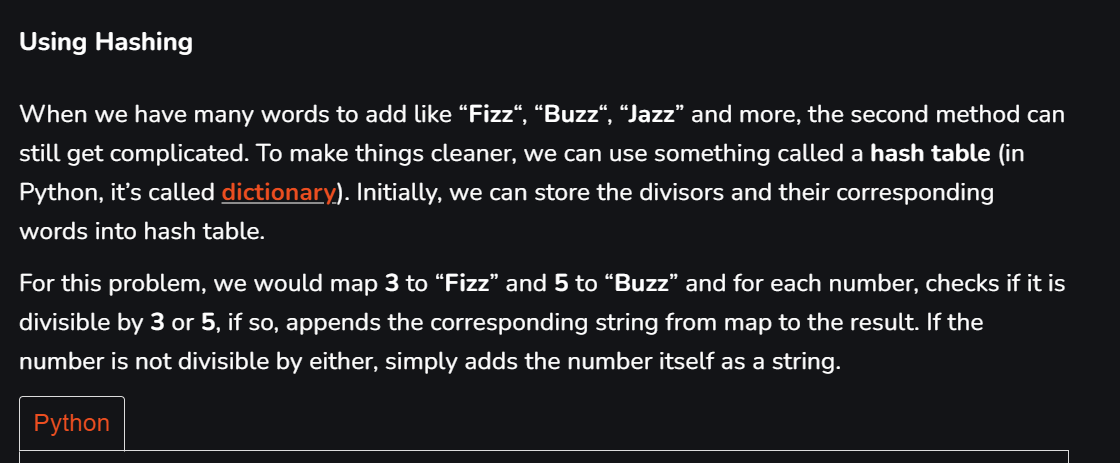 Using Hashing
When we have many words to add like “Fizz“, “Buzz“, “Jazz” and more, the second method can
still get complicated. To make things cleaner, we can use something called a hash table (in
Python, it’s called dictionary). Initially, we can store the divisors and their corresponding
words into hash table.
For this problem, we would map 3 to “Fizz” and 5 to “Buzz” and for each number, checks if it is
divisible by 3 or 5, if so, appends the corresponding string from map to the result. If the
number is not divisible by either, simply adds the number itself as a string.
Python